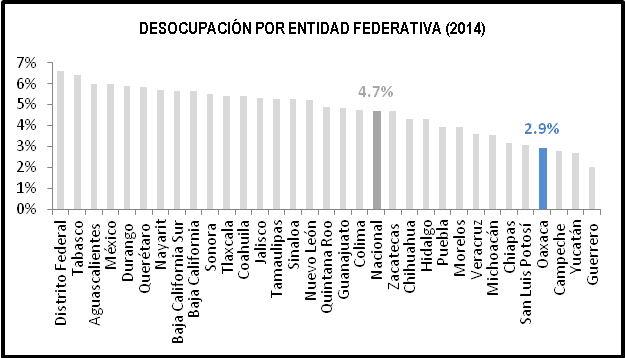 DESOCUPACIÓN POR ENTIDAD FEDERATIVA (2014)
7%
6%
5%
4%
3%
2%
1%
0%
4.7%
2.9%
Distrito Federal
Tabasco
Aguascalientes
México
Durango
Querétaro
Nayarit
Baja California Sur
Baja California
Sonora
Tlaxcala
Coahuila
Jalisco
Tamaulipas
Sinaloa
Nuevo León
Quintana Roo
Guanajuato
Colima
Nacional
Zacatecas
Chihuahua
Hidalgo
Puebla
Morelos
Veracruz
Michoacán
Chiapas
San Luis Potosí
Oaxaca
Campeche
Yucatán
Guerrero